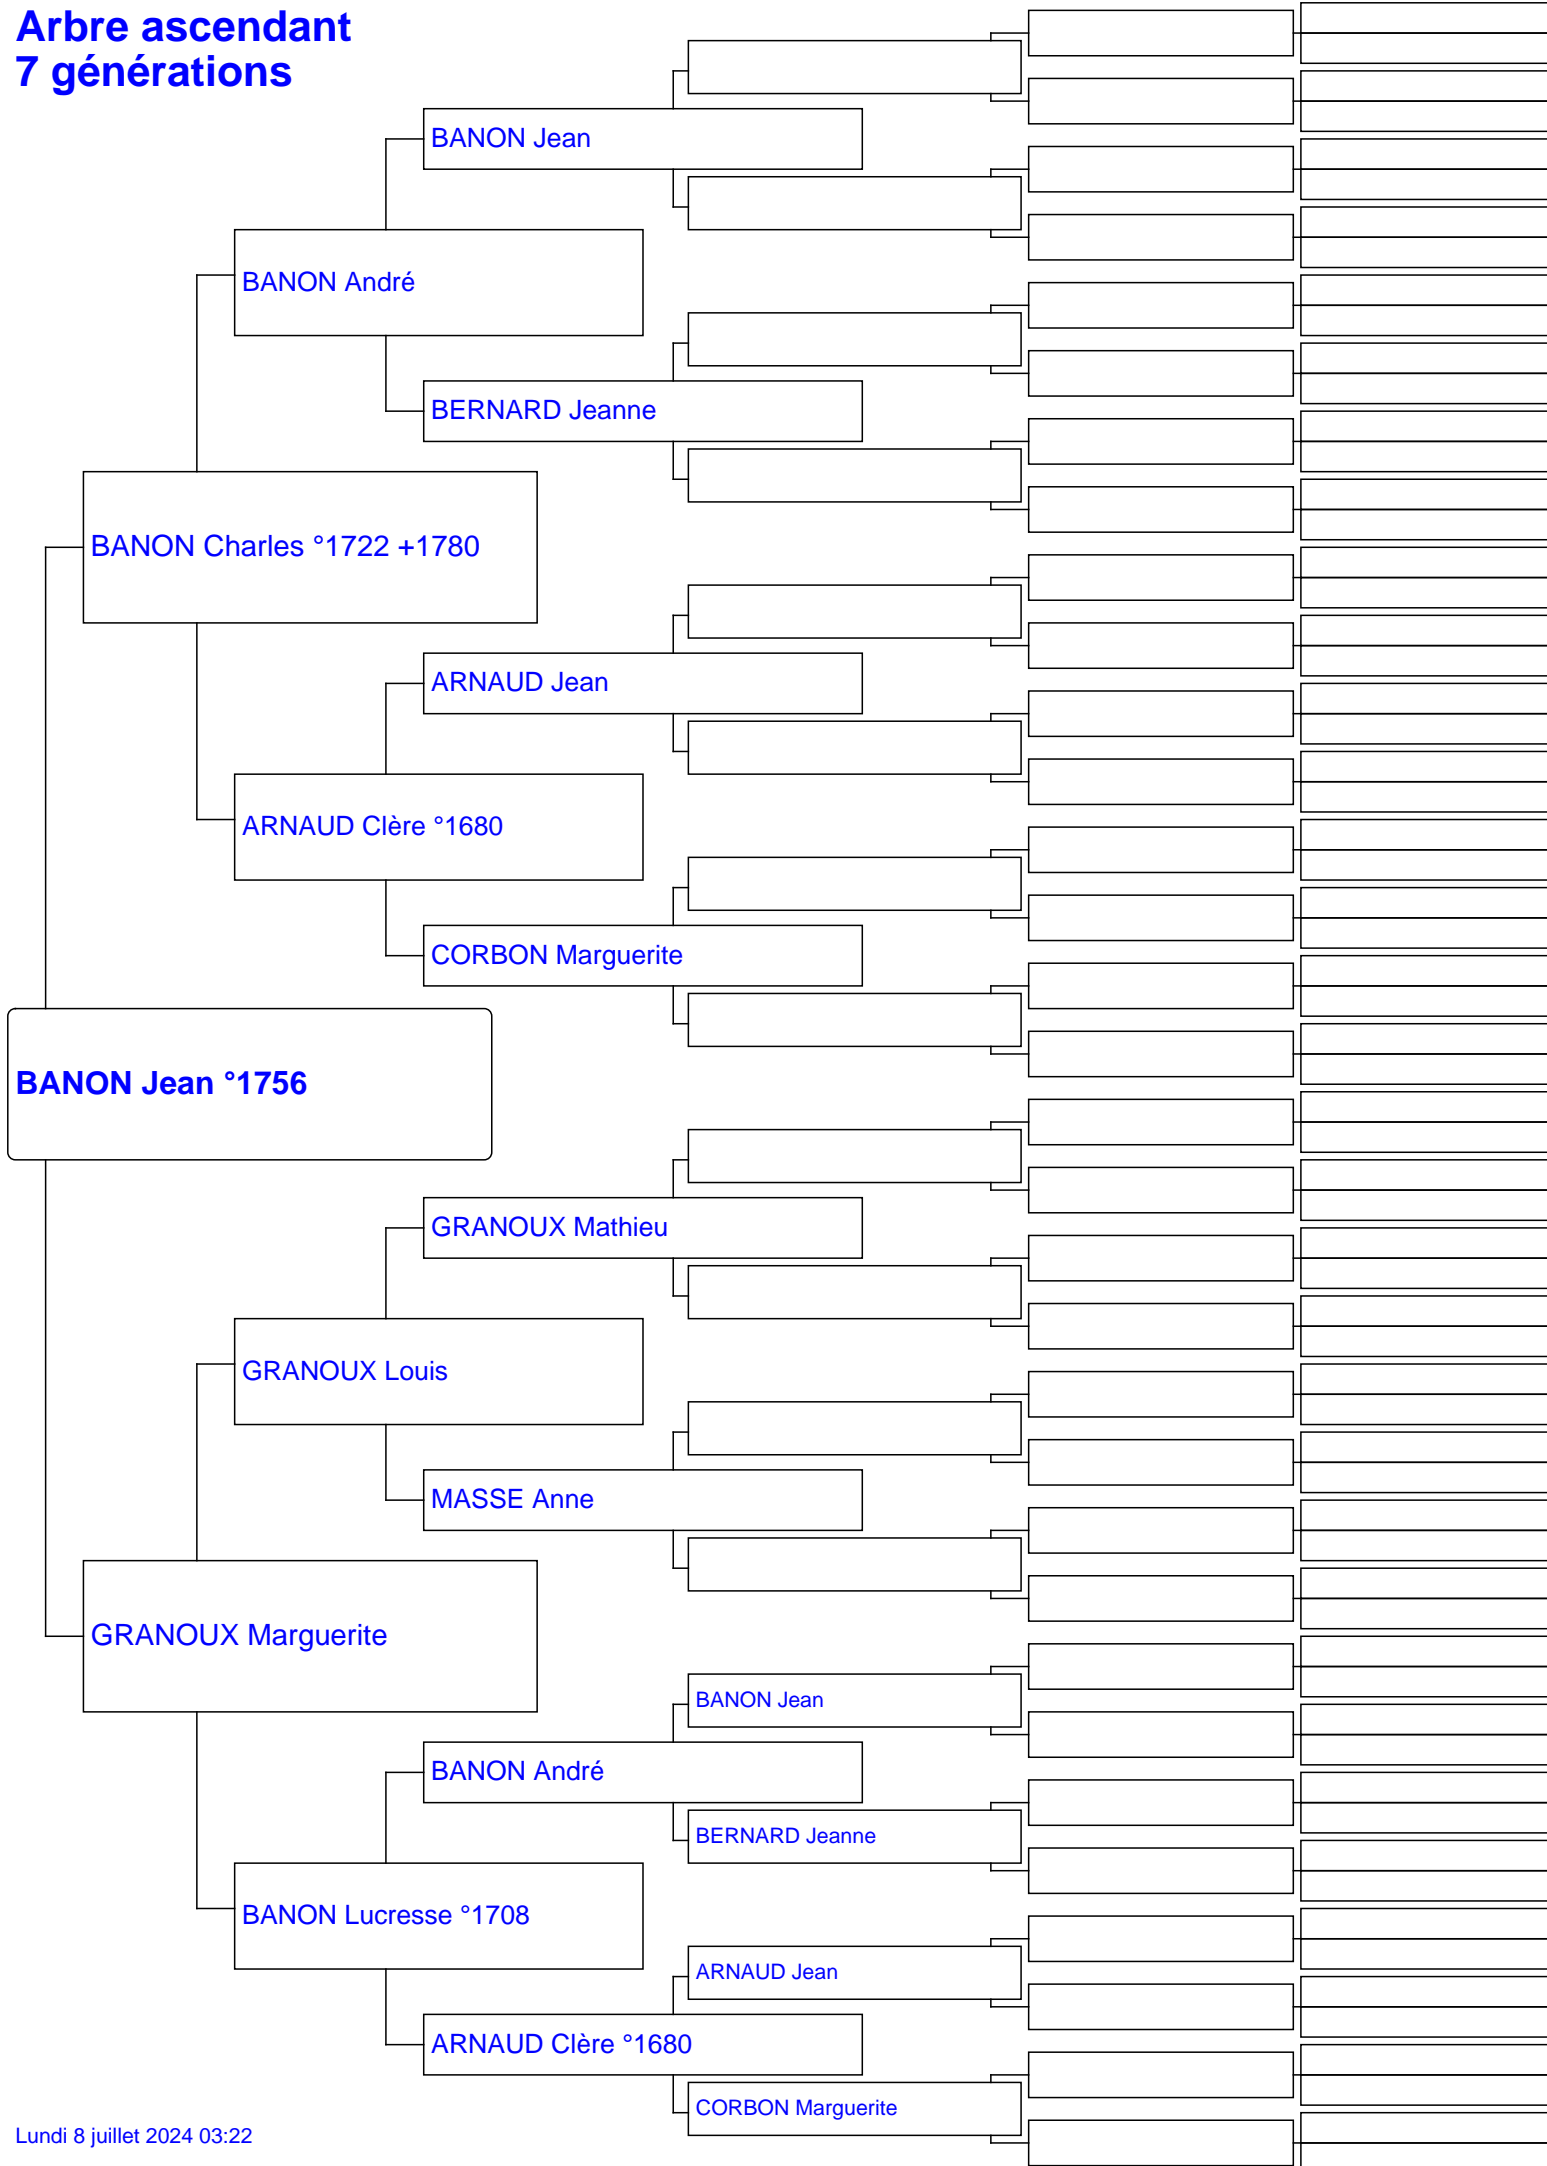 Arbre ascendant
7 générations
BANON Jean
BANON André
BERNARD Jeanne
BANON Charles °1722 +1780
ARNAUD Jean
ARNAUD Clère °1680
CORBON Marguerite
BANON Jean °1756
GRANOUX Mathieu
GRANOUX Louis
MASSE Anne
GRANOUX Marguerite
BANON Jean
BANON André
BERNARD Jeanne
BANON Lucresse °1708
ARNAUD Jean
ARNAUD Clère °1680
CORBON Marguerite
Lundi 8 juillet 2024 03:22